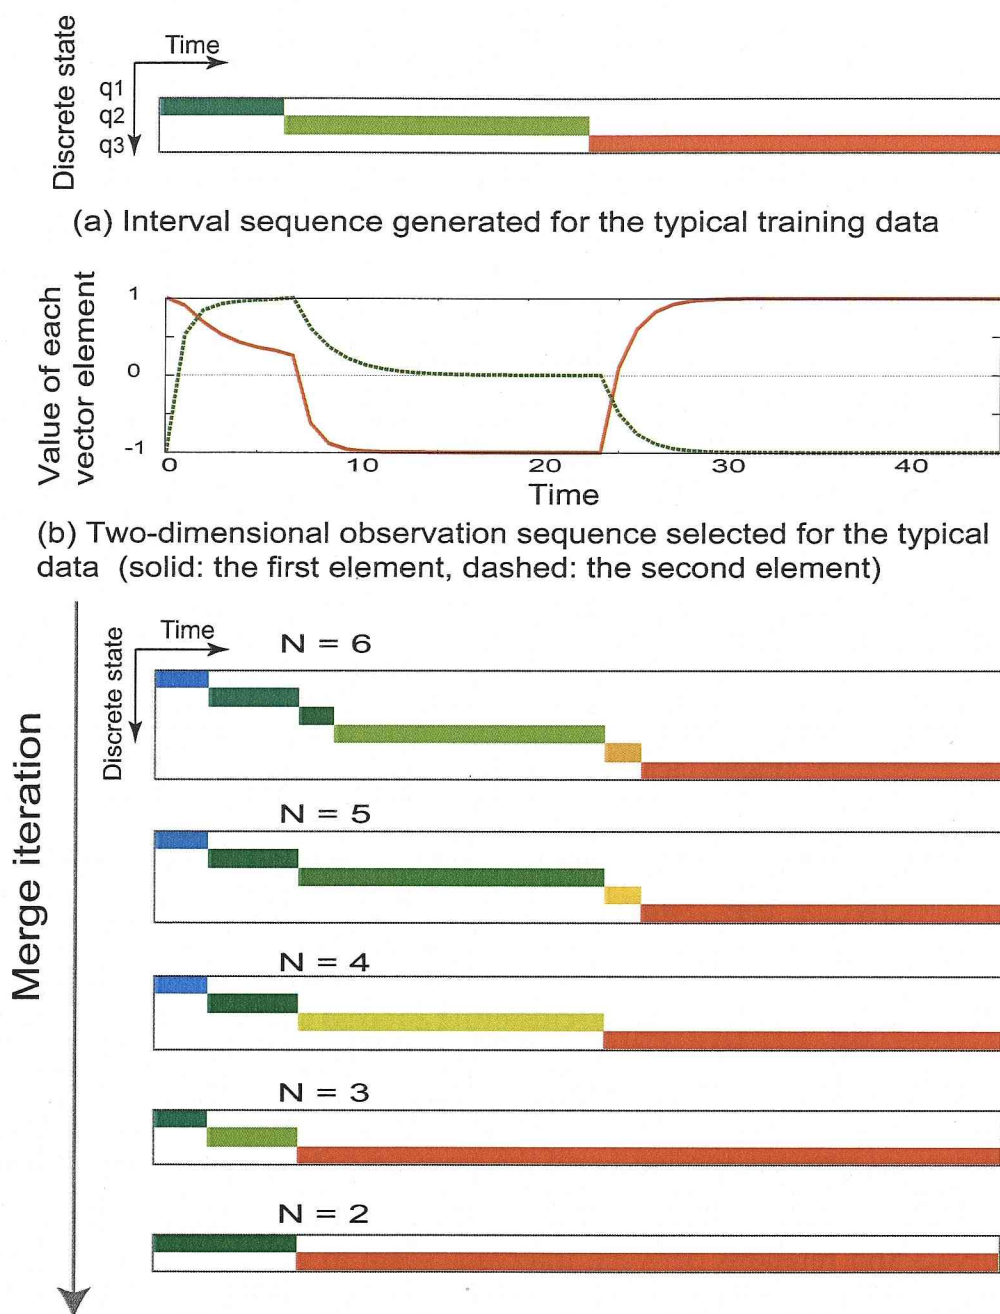 Time
Discrete state
q1
q2
q3
(a) Interval sequence generated for the typical training data
Value of each
vector element
1
0
-1
0
10
20
30
40
Time
(b) Two-dimensional observation sequence selected for the typical
data (solid: the first element, dashed: the second element)
Merge iteration
Time
Discrete state
N = 6
N = 5
N = 4
N = 3
N = 2